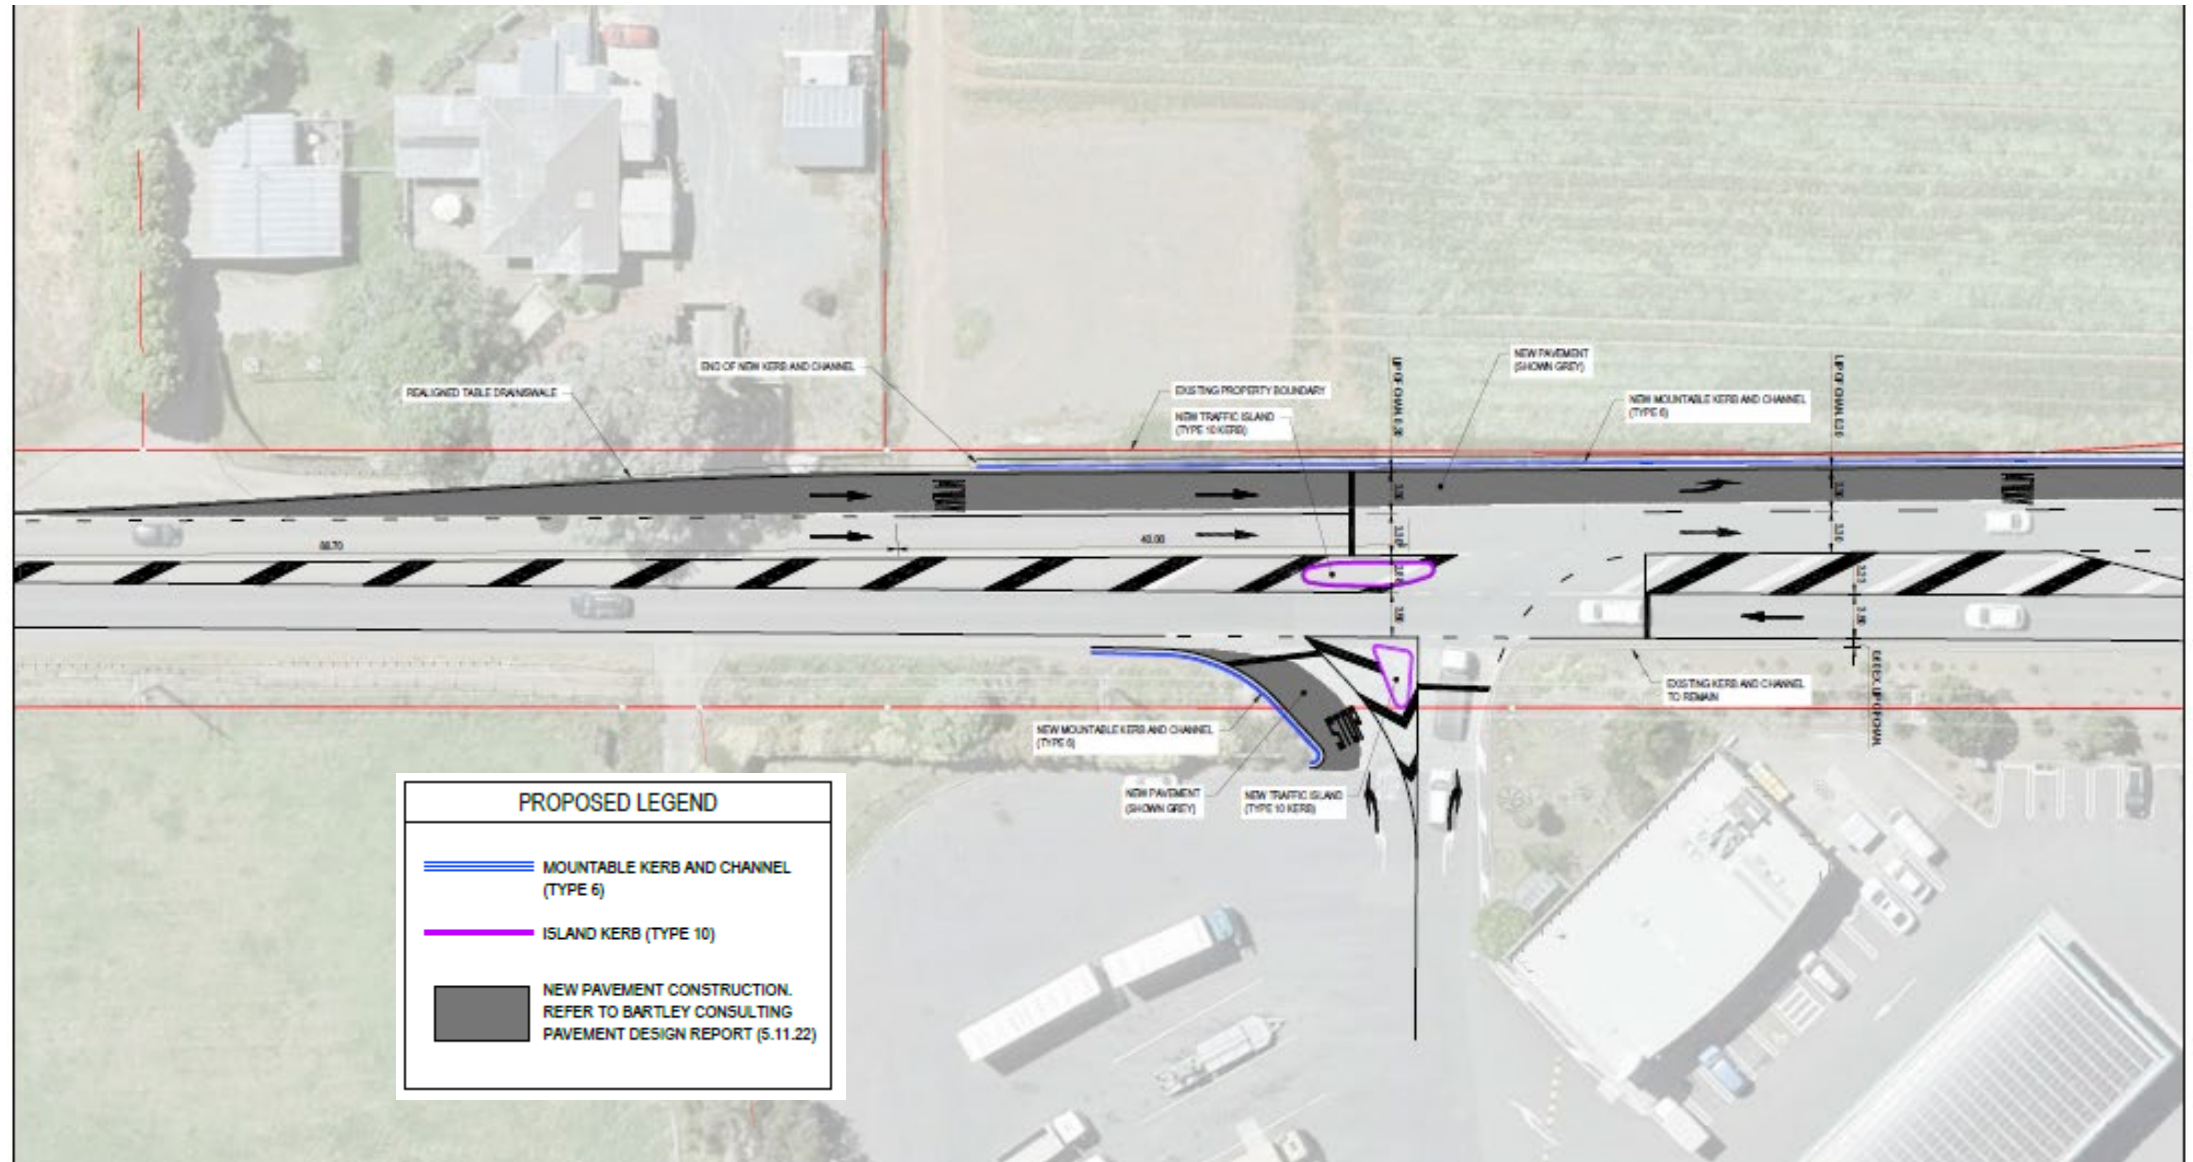 END OF NEW KERB AND CHANNEL
REALIGNED TABLE DRAIN/SWALE
EXISTING PROPERTY BOUNDARY
NEW TRAFFIC ISLAND
(TYPE 10 KERB)
NEW PAVEMENT
(SHOWN GREY)
NEW MOUNTABLE KERB AND CHANNEL
(TYPE 6)
40.00
3.50
EXISTING KERB AND CHANNEL
TO REMAIN
NEW MOUNTABLE KERB AND CHANNEL
(TYPE 6)
STOP
NEW PAVEMENT
(SHOWN GREY)
NEW TRAFFIC ISLAND
(TYPE 10 KERB)
PROPOSED LEGEND
MOUNTABLE KERB AND CHANNEL
(TYPE 6)
ISLAND KERB (TYPE 10)
NEW PAVEMENT CONSTRUCTION.
REFER TO BARTLEY CONSULTING
PAVEMENT DESIGN REPORT (5.11.22)